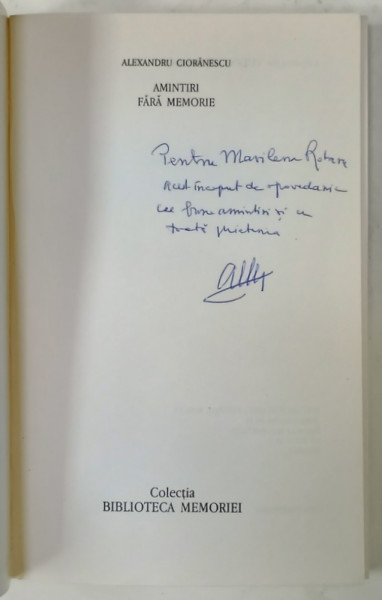 ALEXANDRU CIORĂNESCU
AMINTIRI
FĂRĂ MEMORIE
Pentru Marilena Rotaru
acest început de spovedanie
cu bune amintiri și cu
toată prietenia
Colecția
BIBLIOTECA MEMORIEI